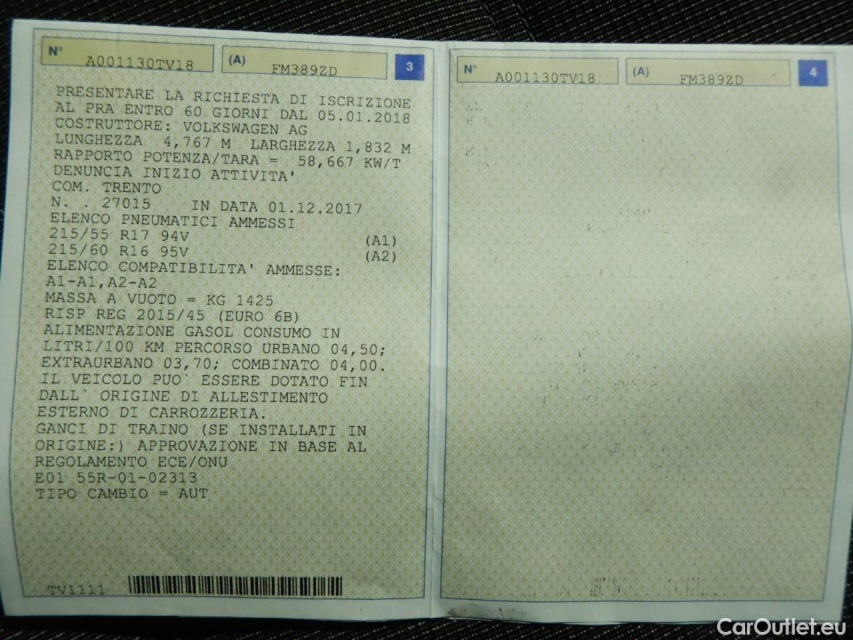 N° A001130TV18 (A) FM389ZD 3
PRESENTARE LA RICHIESTA DI ISCRIZIONE
AL PRA ENTRO 60 GIORNI DAL 05.01.2018
COSTRUTTORE: VOLKSWAGEN AG
LUNGHEZZA 4,767 M LARGHEZZA 1,832 M
RAPPORTO POTENZA/TARA = 58,667 KW/T
DENUNCIA INIZIO ATTIVITA'
COM. TRENTO
N. . 27015 IN DATA 01.12.2017
ELENCO PNEUMATICI AMMESSI
215/55 R17 94V (A1)
215/60 R16 95V (A2)
ELENCO COMPATIBILITA' AMMESSE:
A1-A1,A2-A2
MASSA A VUOTO = KG 1425
RISP REG 2015/45 (EURO 6B)
ALIMENTAZIONE GASOL CONSUMO IN
LITRI/100 KM PERCORSO URBANO 04,50;
EXTRAURBANO 03,70; COMBINATO 04,00.
IL VEICOLO PUO` ESSERE DOTATO FIN
DALL` ORIGINE DI ALLESTIMENTO
ESTERNO DI CARROZZERIA.
GANCI DI TRAINO (SE INSTALLATI IN
ORIGINE:) APPROVAZIONE IN BASE AL
REGOLAMENTO ECE/ONU
E01 55R-01-02313
TIPO CAMBIO = AUT
TV1111
N° A001130TV18 (A) FM389ZD 4
CarOutlet.eu